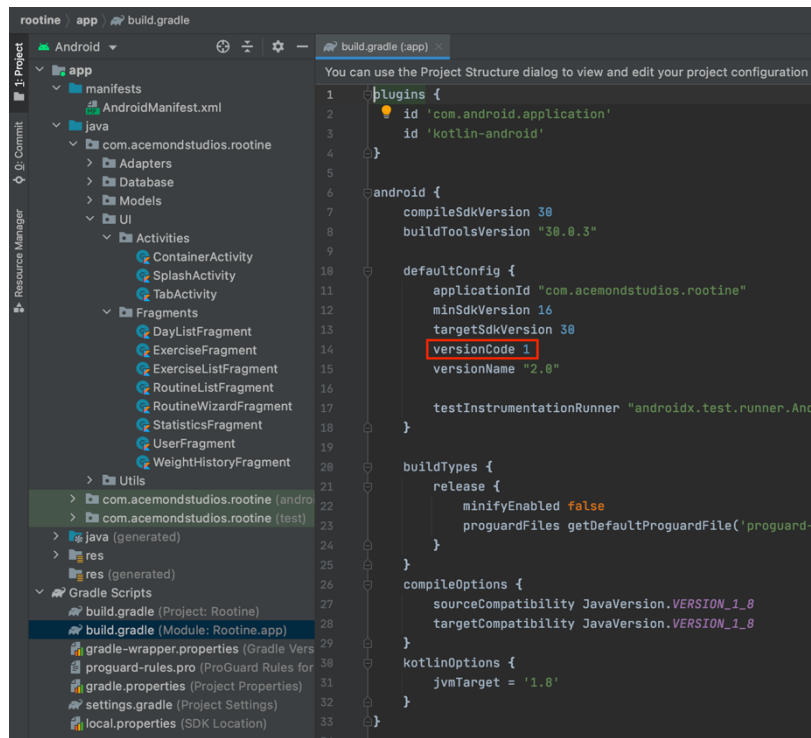 rootine app build.gradle
Android
build.gradle (:app)
1: Project
0: Commit
Resource Manager
app
manifests
AndroidManifest.xml
java
com.acemondstudios.rootine
Adapters
Database
Models
UI
Activities
ContainerActivity
SplashActivity
TabActivity
Fragments
DayListFragment
ExerciseFragment
ExerciseListFragment
RoutineListFragment
RoutineWizardFragment
StatisticsFragment
UserFragment
WeightHistoryFragment
Utils
com.acemondstudios.rootine (andro
com.acemondstudios.rootine (test)
java (generated)
res
res (generated)
Gradle Scripts
build.gradle (Project: Rootine)
build.gradle (Module: Rootine.app)
gradle-wrapper.properties (Gradle Vers
proguard-rules.pro (ProGuard Rules for
gradle.properties (Project Properties)
settings.gradle (Project Settings)
local.properties (SDK Location)
You can use the Project Structure dialog to view and edit your project configuration
1 plugins {
2 id 'com.android.application'
3 id 'kotlin-android'
4 }
5
6 android {
7 compileSdkVersion 30
8 buildToolsVersion "30.0.3"
9
10 defaultConfig {
11 applicationId "com.acemondstudios.rootine"
12 minSdkVersion 16
13 targetSdkVersion 30
14 versionCode 1
15 versionName "2.0"
16
17 testInstrumentationRunner "androidx.test.runner.And
18 }
19
20 buildTypes {
21 release {
22 minifyEnabled false
23 proguardFiles getDefaultProguardFile('proguard-
24 }
25 }
26 compileOptions {
27 sourceCompatibility JavaVersion.VERSION_1_8
28 targetCompatibility JavaVersion.VERSION_1_8
29 }
30 kotlinOptions {
31 jvmTarget = '1.8'
32 }
33 }